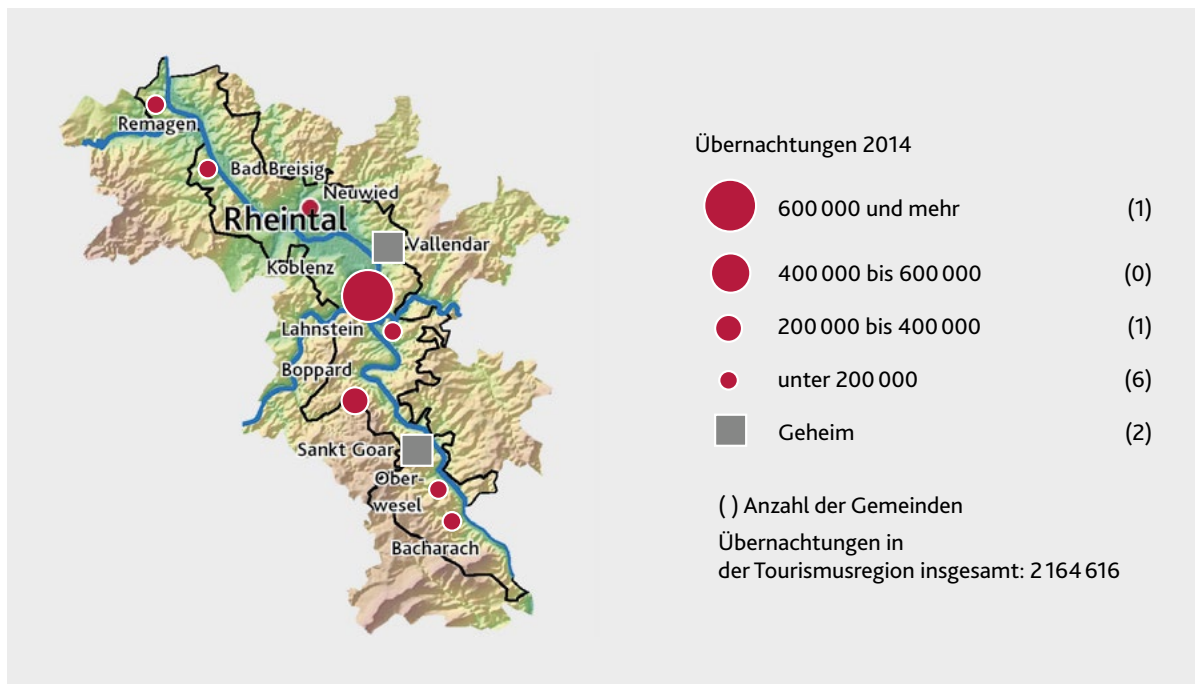 Remagen
Bad Breisig
Neuwied
Rheintal
Vallendar
Koblenz
Lahnstein
Boppard
Sankt Goar
Ober-
wesel
Bacharach
Übernachtungen 2014
600 000 und mehr (1)
400 000 bis 600 000 (0)
200 000 bis 400 000 (1)
unter 200 000 (6)
Geheim (2)
( ) Anzahl der Gemeinden
Übernachtungen in
der Tourismusregion insgesamt: 2 164 616